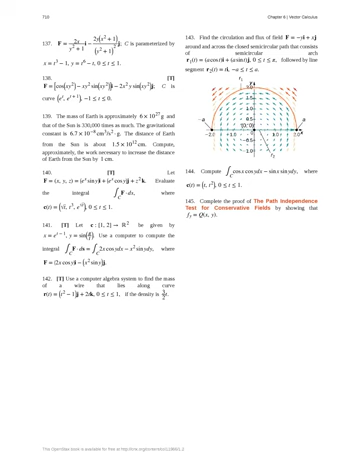 710
Chapter 6 | Vector Calculus
137. F = 2x/(y² + 1) i − 2y(x² + 1)/(y² + 1)² j, C is parameterized by
x = t³ − 1, y = t⁶ − t, 0 ≤ t ≤ 1.
138. [T]
F = [cos(xy²) − xy² sin(xy²)]i − 2x²y sin(xy²)j; C is
curve (eᵗ, eᵗ⁺¹), −1 ≤ t ≤ 0.
139. The mass of Earth is approximately 6 × 10²⁷ g and
that of the Sun is 330,000 times as much. The gravitational
constant is 6.7 × 10⁻⁸ cm³/s² · g. The distance of Earth
from the Sun is about 1.5 × 10¹² cm. Compute,
approximately, the work necessary to increase the distance
of Earth from the Sun by 1 cm.
140. [T] Let
F = (x, y, z) = (eˣ sin y)i + (eˣ cos y)j + z² k. Evaluate
the integral ∫C F · ds, where
c(t) = (√t, t³, e^√t), 0 ≤ t ≤ 1.
141. [T] Let c : [1, 2] → ℝ² be given by
x = eᵗ⁻¹, y = sin(π/t). Use a computer to compute the
integral ∫C F · ds = ∫C 2x cos y dx − x² sin y dy, where
F = (2x cos y)i − (x² sin y)j.
142. [T] Use a computer algebra system to find the mass
of a wire that lies along curve
r(t) = (t² − 1)j + 2tk, 0 ≤ t ≤ 1, if the density is 3/2 t.
143. Find the circulation and flux of field F = −yi + xj
around and across the closed semicircular path that consists
of semicircular arch
r₁(t) = (a cos t)i + (a sin t)j, 0 ≤ t ≤ π, followed by line
segment r₂(t) = ti, −a ≤ t ≤ a.
144. Compute ∫C cos x cos y dx − sin x sin y dy, where
c(t) = (t, t²), 0 ≤ t ≤ 1.
145. Complete the proof of The Path Independence
Test for Conservative Fields by showing that
f y = Q(x, y).
This OpenStax book is available for free at http://cnx.org/content/col11966/1.2